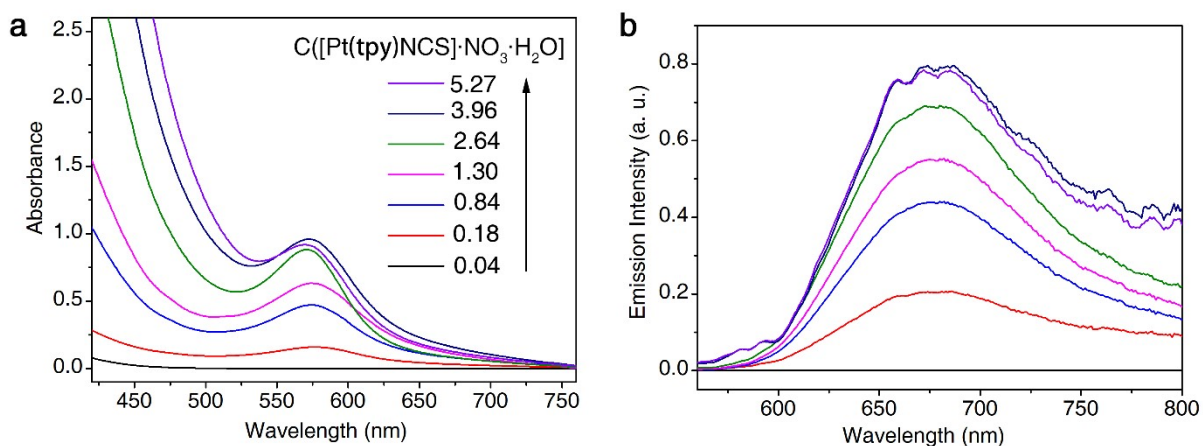 a
2.5
2.0
1.5
1.0
0.5
0.0
Absorbance
C([Pt(tpy)NCS]·NO₃·H₂O]
5.27
3.96
2.64
1.30
0.84
0.18
0.04
450 500 550 600 650 700 750
Wavelength (nm)
b
0.8
0.6
0.4
0.2
0.0
Emission Intensity (a. u.)
600 650 700 750 800
Wavelength (nm)